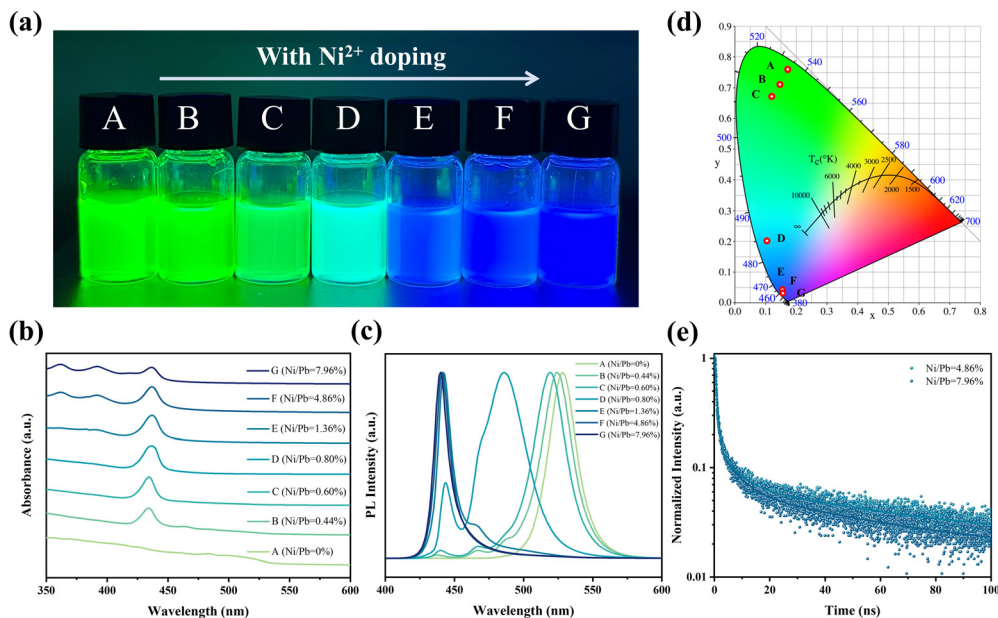 (a)
With Ni²⁺ doping
A B C D E F G
(d)
0.9
0.8
0.7
0.6
0.5
0.4
0.3
0.2
0.1
0.0
y
0.0 0.1 0.2 0.3 0.4 0.5 0.6 0.7 0.8
x
520
540
560
580
600
620
700
500
490
480
470
460
380
A
B
C
D
E
F
G
T_C(°K)
∞
10000
6000
4000
3000
2500
2000
1500
(b)
Absorbance (a.u.)
G (Ni/Pb=7.96%)
F (Ni/Pb=4.86%)
E (Ni/Pb=1.36%)
D (Ni/Pb=0.80%)
C (Ni/Pb=0.60%)
B (Ni/Pb=0.44%)
A (Ni/Pb=0%)
350 400 450 500 550 600
Wavelength (nm)
(c)
PL Intensity (a.u.)
A (Ni/Pb=0%)
B (Ni/Pb=0.44%)
C (Ni/Pb=0.60%)
D (Ni/Pb=0.80%)
E (Ni/Pb=1.36%)
F (Ni/Pb=4.86%)
G (Ni/Pb=7.96%)
400 450 500 550 600
Wavelength (nm)
(e)
Normalized Intensity (a.u.)
1.0
0.1
0.01
Ni/Pb=4.86%
Ni/Pb=7.96%
0 20 40 60 80 100
Time (ns)